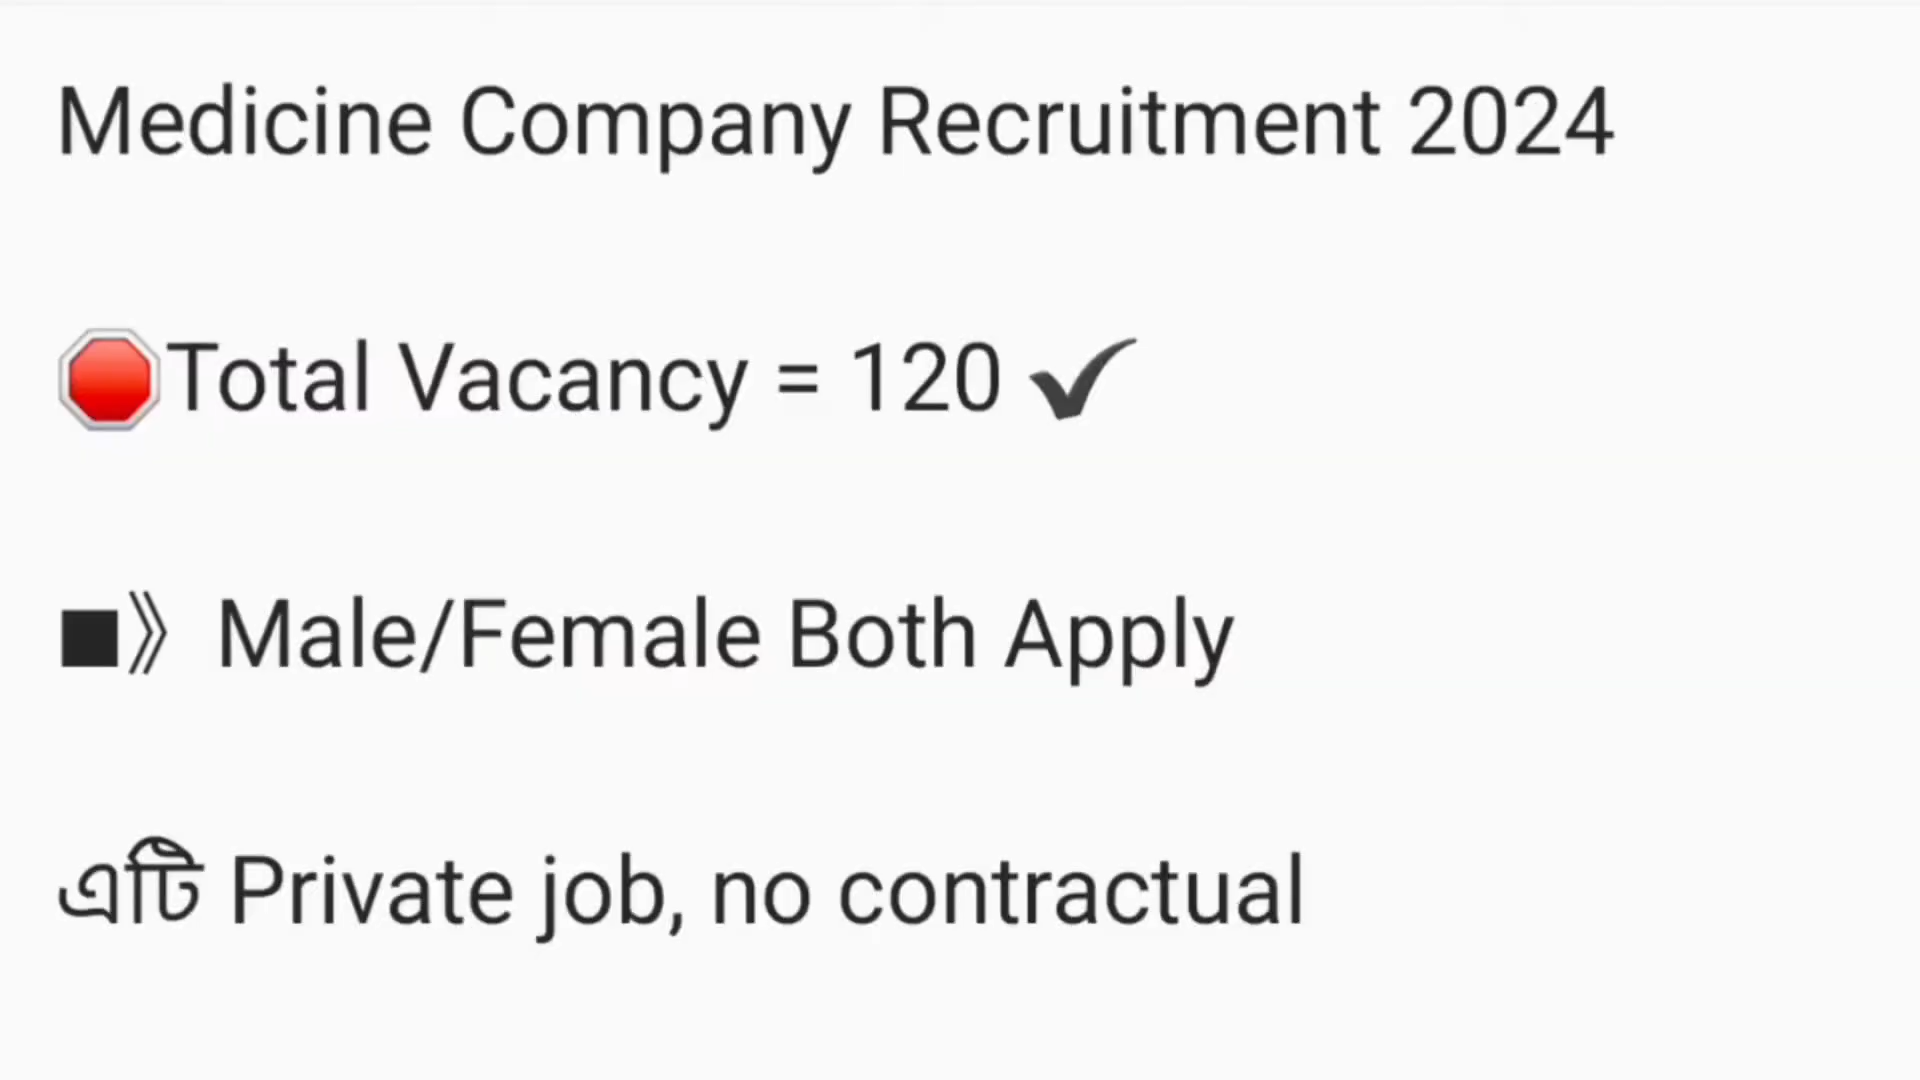 Medicine Company Recruitment 2024
🛑Total Vacancy = 120 ✔
■》 Male/Female Both Apply
এটি Private job, no contractual